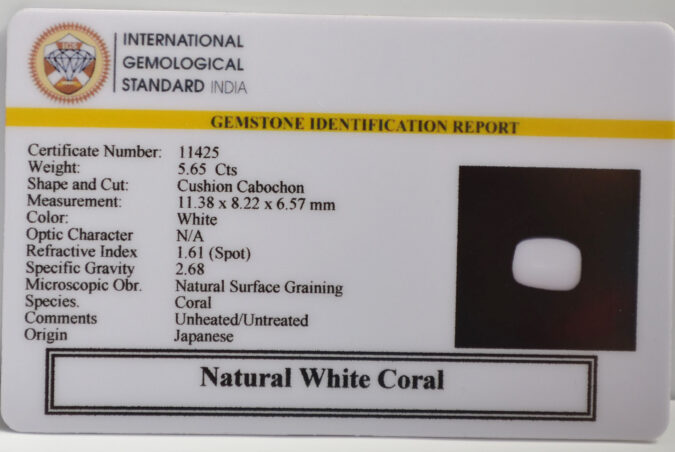 INTERNATIONAL
GEMOLOGICAL
STANDARD INDIA
GEMSTONE IDENTIFICATION REPORT
Certificate Number: 11425
Weight: 5.65 Cts
Shape and Cut: Cushion Cabochon
Measurement: 11.38 x 8.22 x 6.57 mm
Color: White
Optic Character N/A
Refractive Index 1.61 (Spot)
Specific Gravity 2.68
Microscopic Obr. Natural Surface Graining
Species. Coral
Comments Unheated/Untreated
Origin Japanese
Natural White Coral